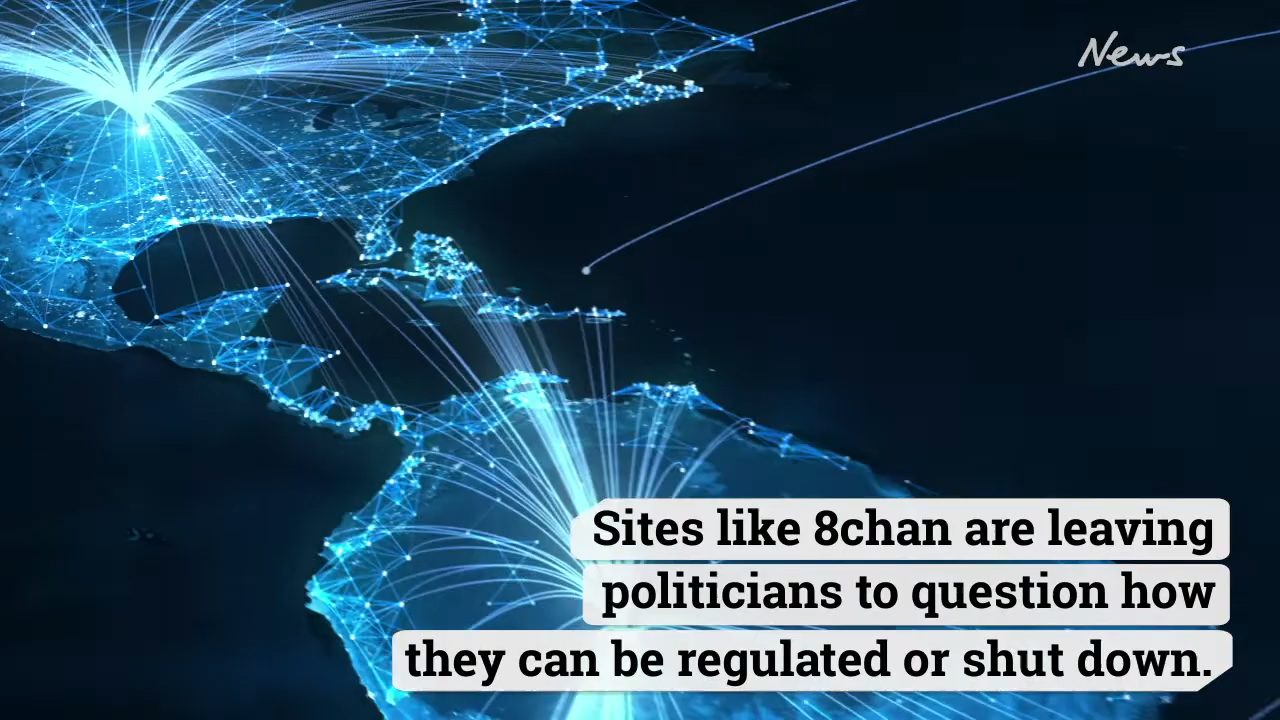 News
Sites like 8chan are leaving
politicians to question how
they can be regulated or shut down.